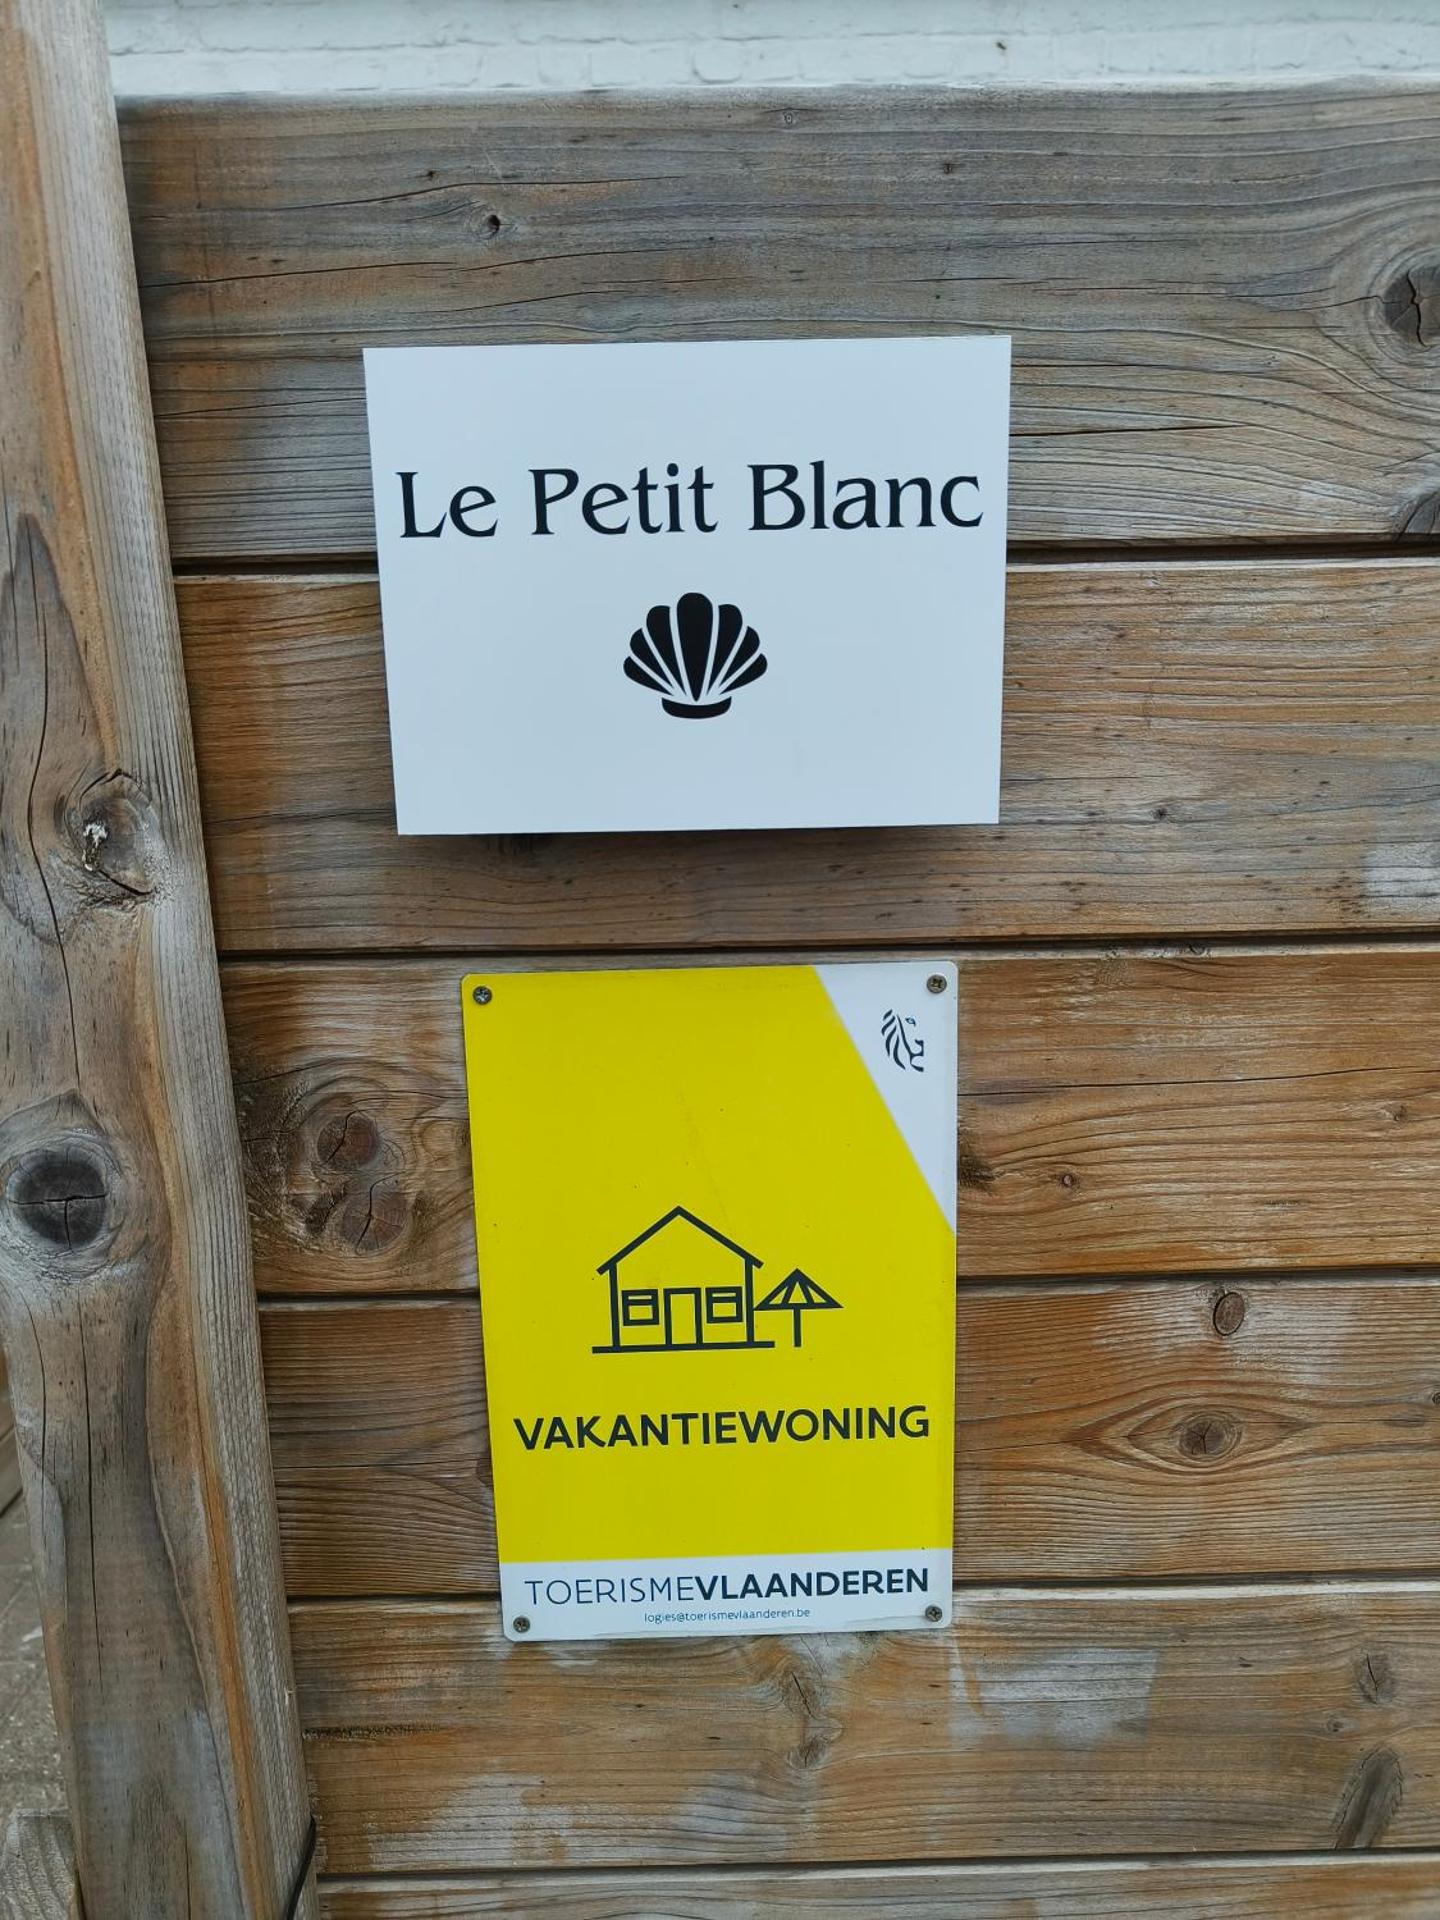 Le Petit Blanc
VAKANTIEWONING
TOERISMEVLAANDEREN
logies@toerismevlaanderen.be